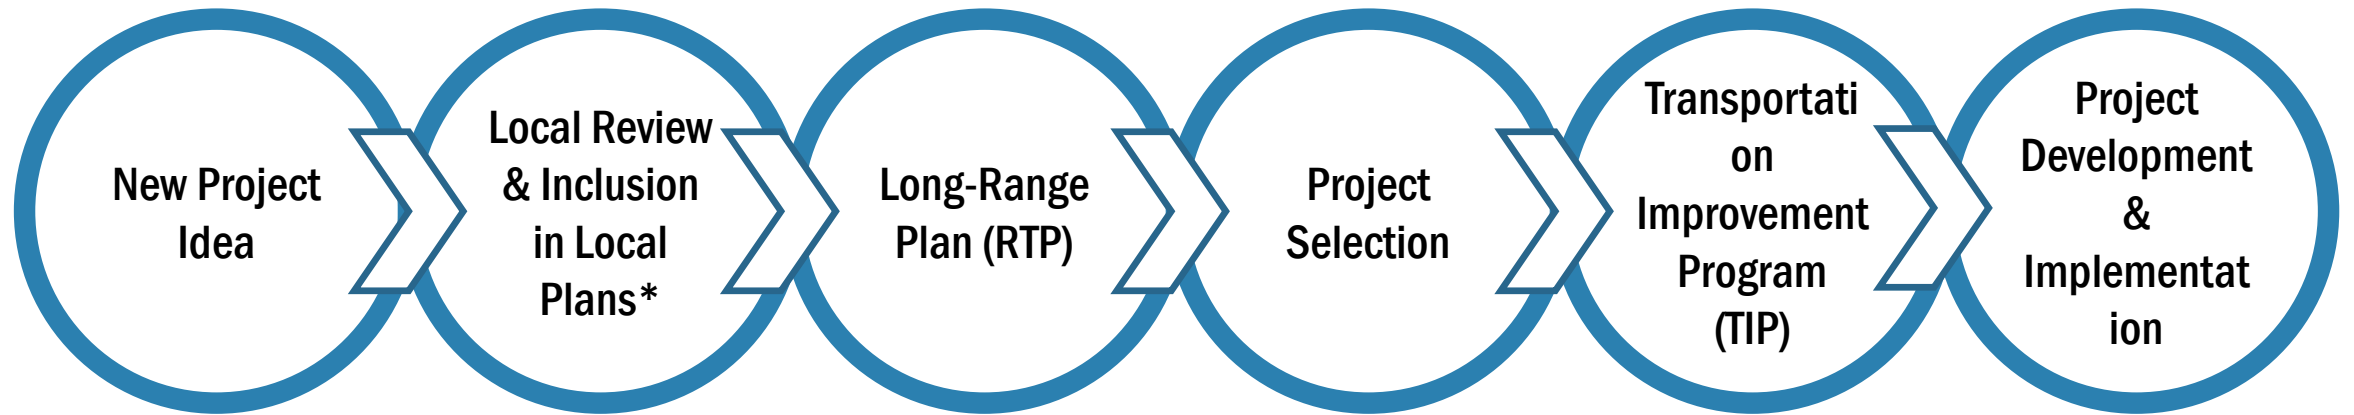 New Project
Idea
Local Review
& Inclusion
in Local
Plans*
Long-Range
Plan (RTP)
Project
Selection
Transportati
on
Improvement
Program
(TIP)
Project
Development
&
Implementat
ion